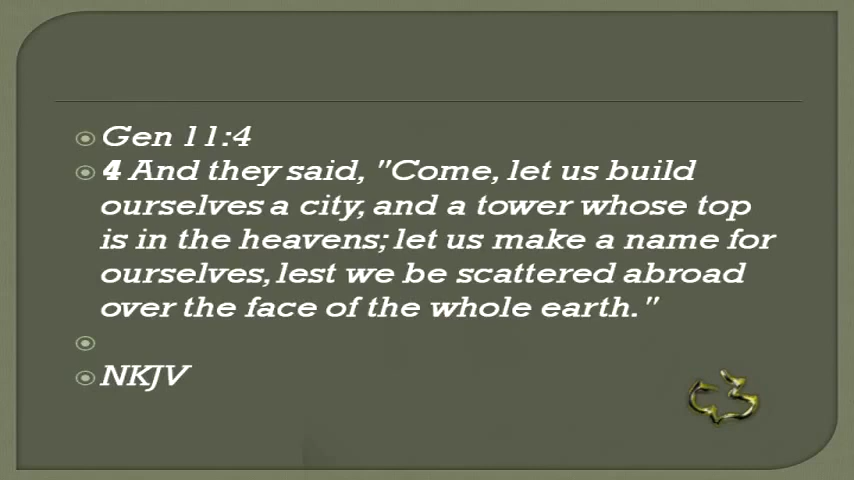 Gen 11:4
4 And they said, "Come, let us build
ourselves a city, and a tower whose top
is in the heavens; let us make a name for
ourselves, lest we be scattered abroad
over the face of the whole earth."
NKJV